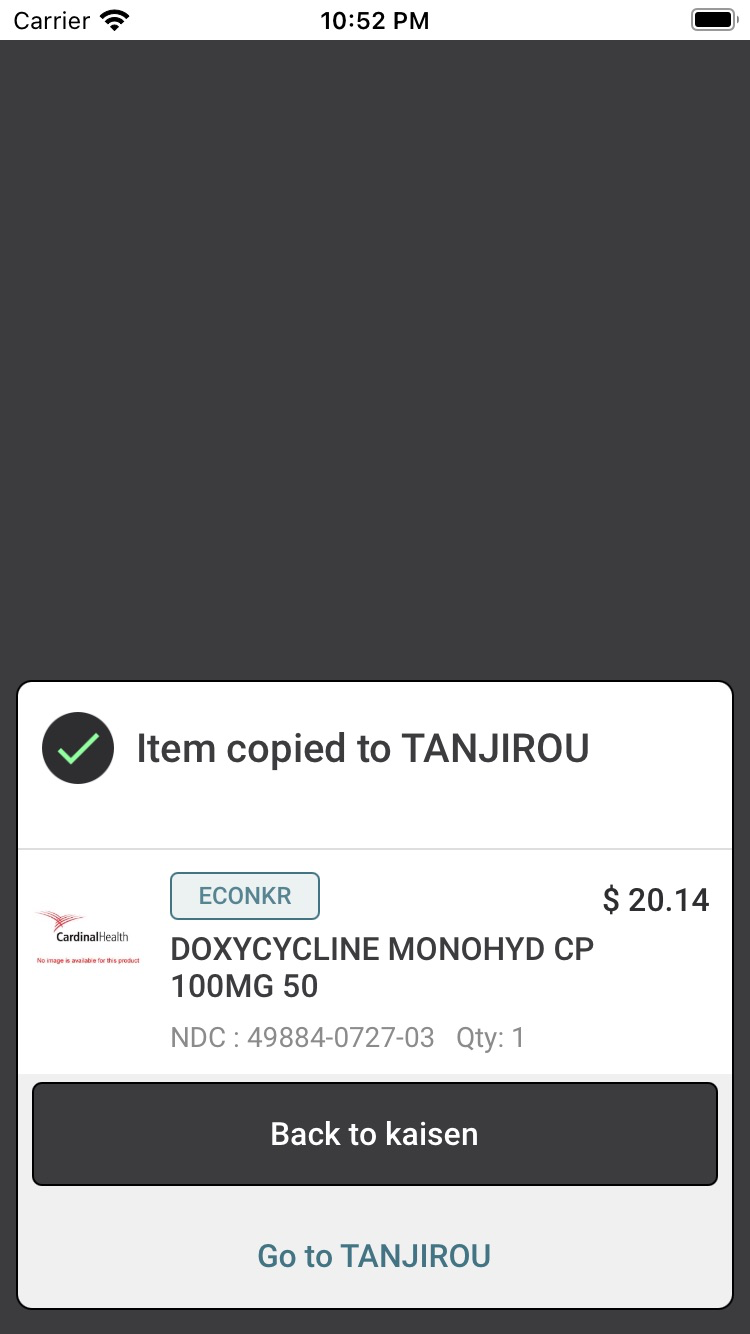 Carrier 10:52 PM
Item copied to TANJIROU
ECONKR
$ 20.14
CardinalHealth
No image is available for this product
DOXYCYCLINE MONOHYD CP
100MG 50
NDC : 49884-0727-03 Qty: 1
Back to kaisen
Go to TANJIROU